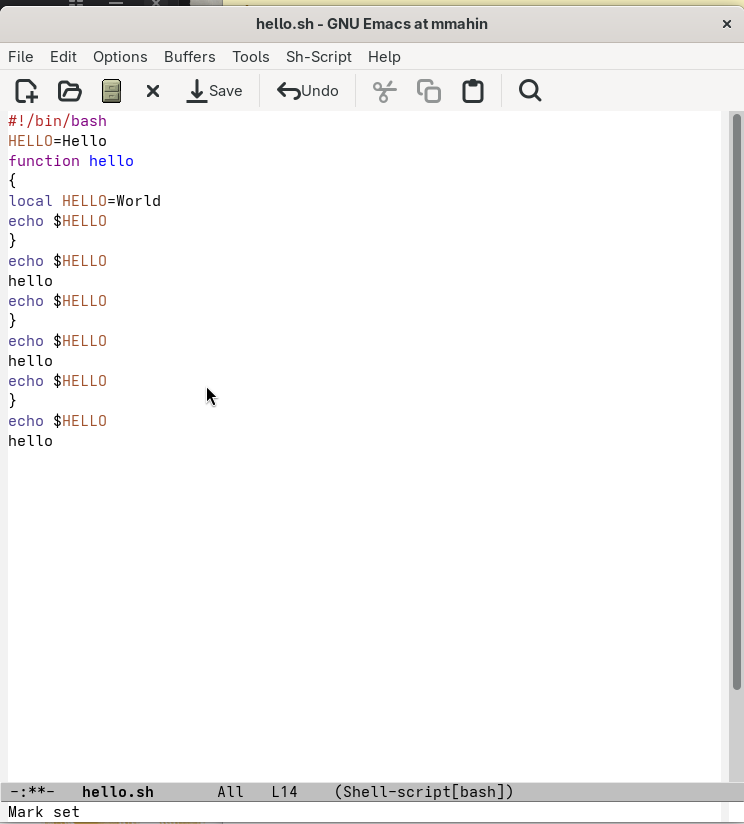 hello.sh - GNU Emacs at mmahin
File Edit Options Buffers Tools Sh-Script Help
Save Undo
#!/bin/bash
HELLO=Hello
function hello
{
local HELLO=World
echo $HELLO
}
echo $HELLO
hello
echo $HELLO
}
echo $HELLO
hello
echo $HELLO
}
echo $HELLO
hello
-:**- hello.sh All L14 (Shell-script[bash])
Mark set